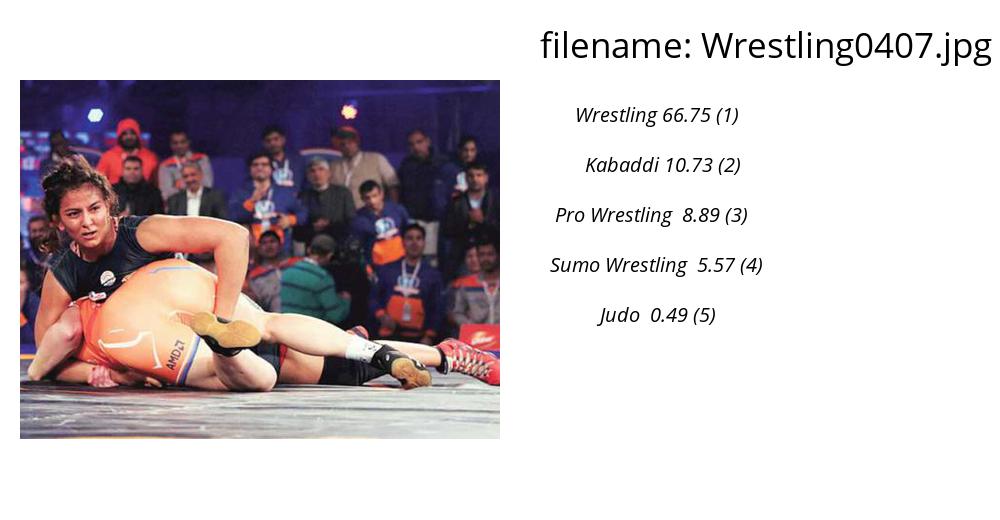 filename: Wrestling0407.jpg
Wrestling 66.75 (1)
Kabaddi 10.73 (2)
Pro Wrestling 8.89 (3)
Sumo Wrestling 5.57 (4)
Judo 0.49 (5)